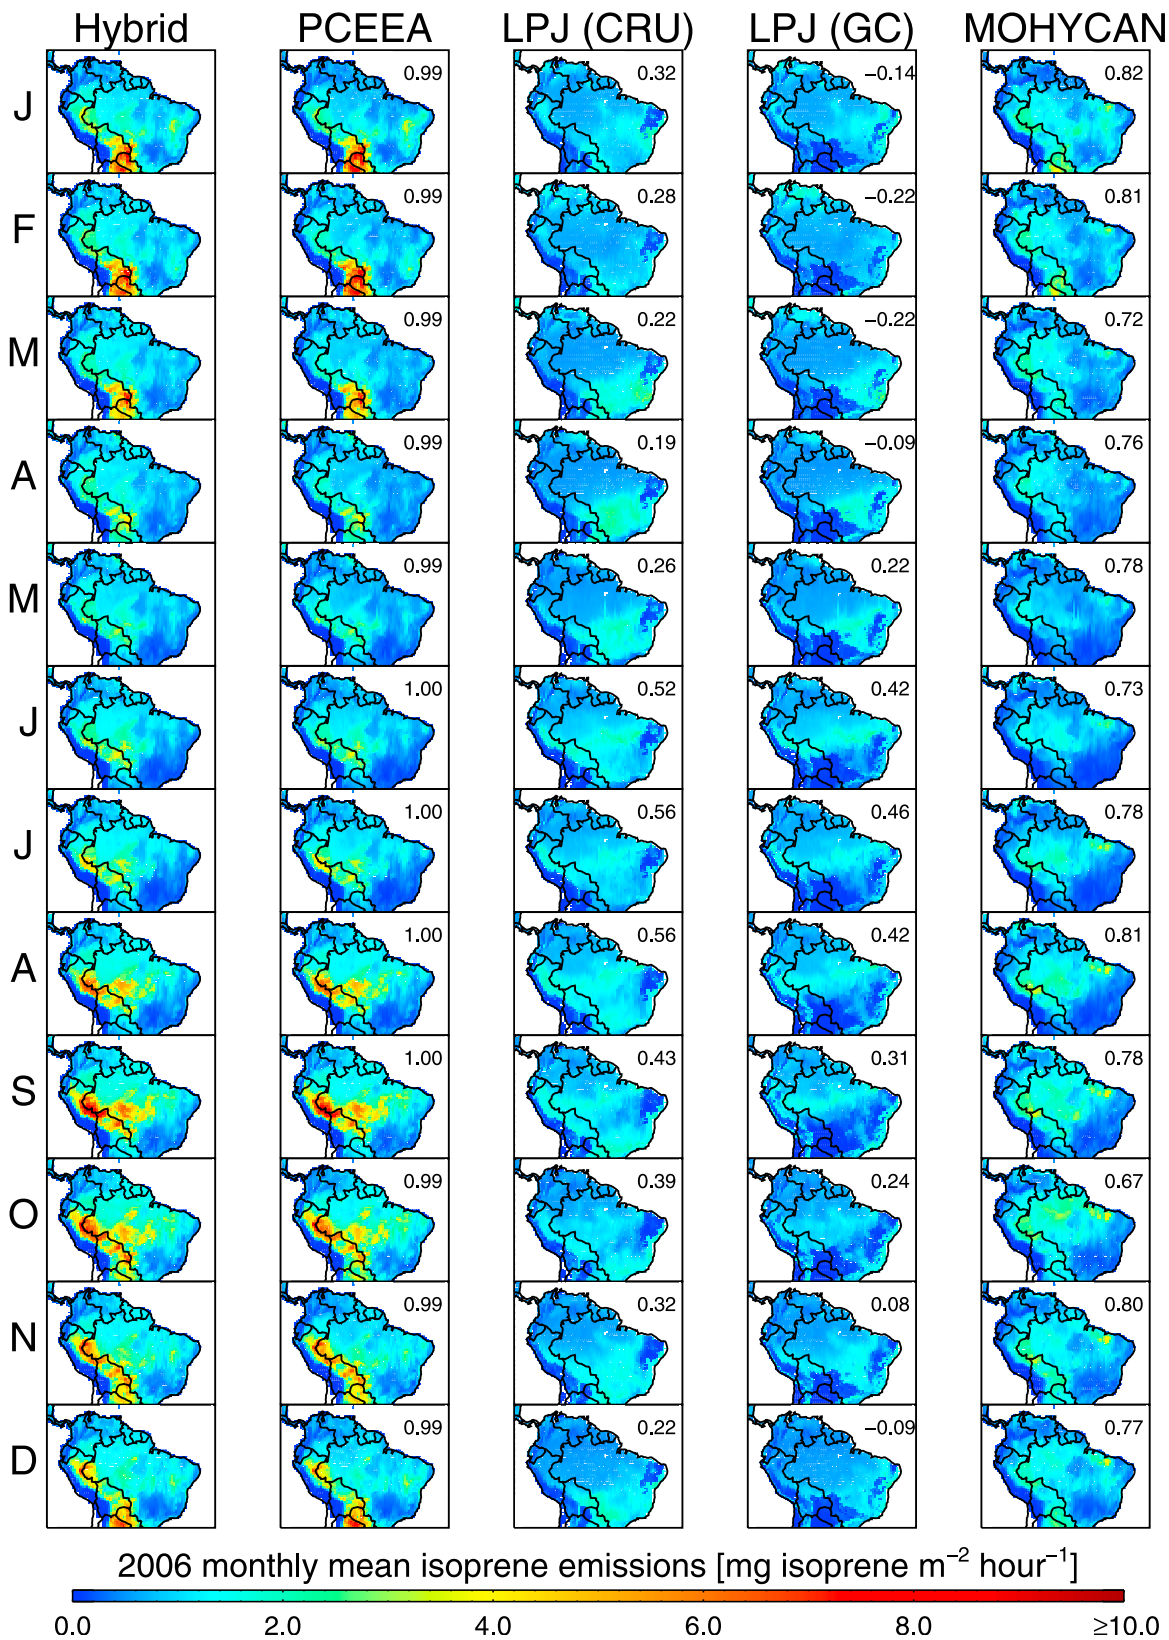 Hybrid PCEEA LPJ (CRU) LPJ (GC) MOHYCAN
J 0.99 0.32 −0.14 0.82
F 0.99 0.28 −0.22 0.81
M 0.99 0.22 −0.22 0.72
A 0.99 0.19 −0.09 0.76
M 0.99 0.26 0.22 0.78
J 1.00 0.52 0.42 0.73
J 1.00 0.56 0.46 0.78
A 1.00 0.56 0.42 0.81
S 1.00 0.43 0.31 0.78
O 0.99 0.39 0.24 0.67
N 0.99 0.32 0.08 0.80
D 0.99 0.22 −0.09 0.77
2006 monthly mean isoprene emissions [mg isoprene m⁻² hour⁻¹]
0.0 2.0 4.0 6.0 8.0 ≥10.0